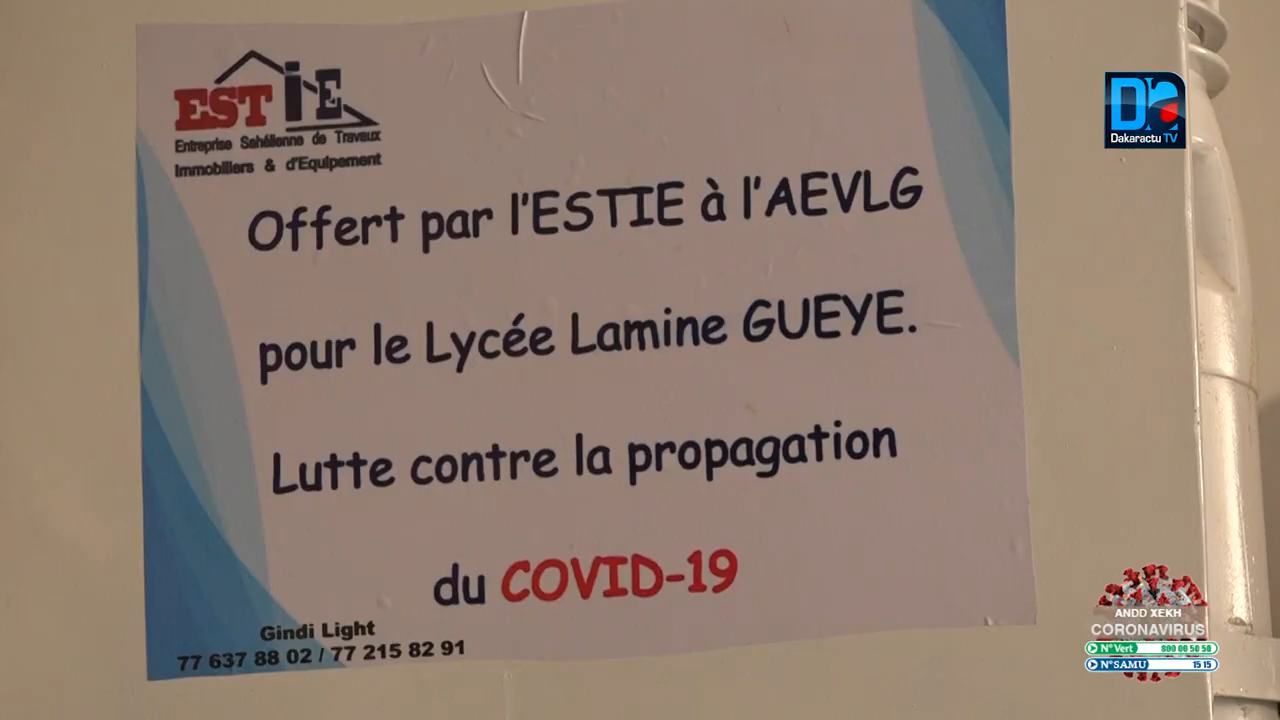 ESTIE
Entreprise Sahélienne de Travaux
Immobiliers & d'Equipement
Offert par l'ESTIE à l'AEVLG
pour le Lycée Lamine GUEYE.
Lutte contre la propagation
du COVID-19
Gindi Light
77 637 88 02 / 77 215 82 91
Dakaractu TV
ANDD XEKH
CORONAVIRUS
N°Vert 800 00 50 50
N°SAMU 15 15